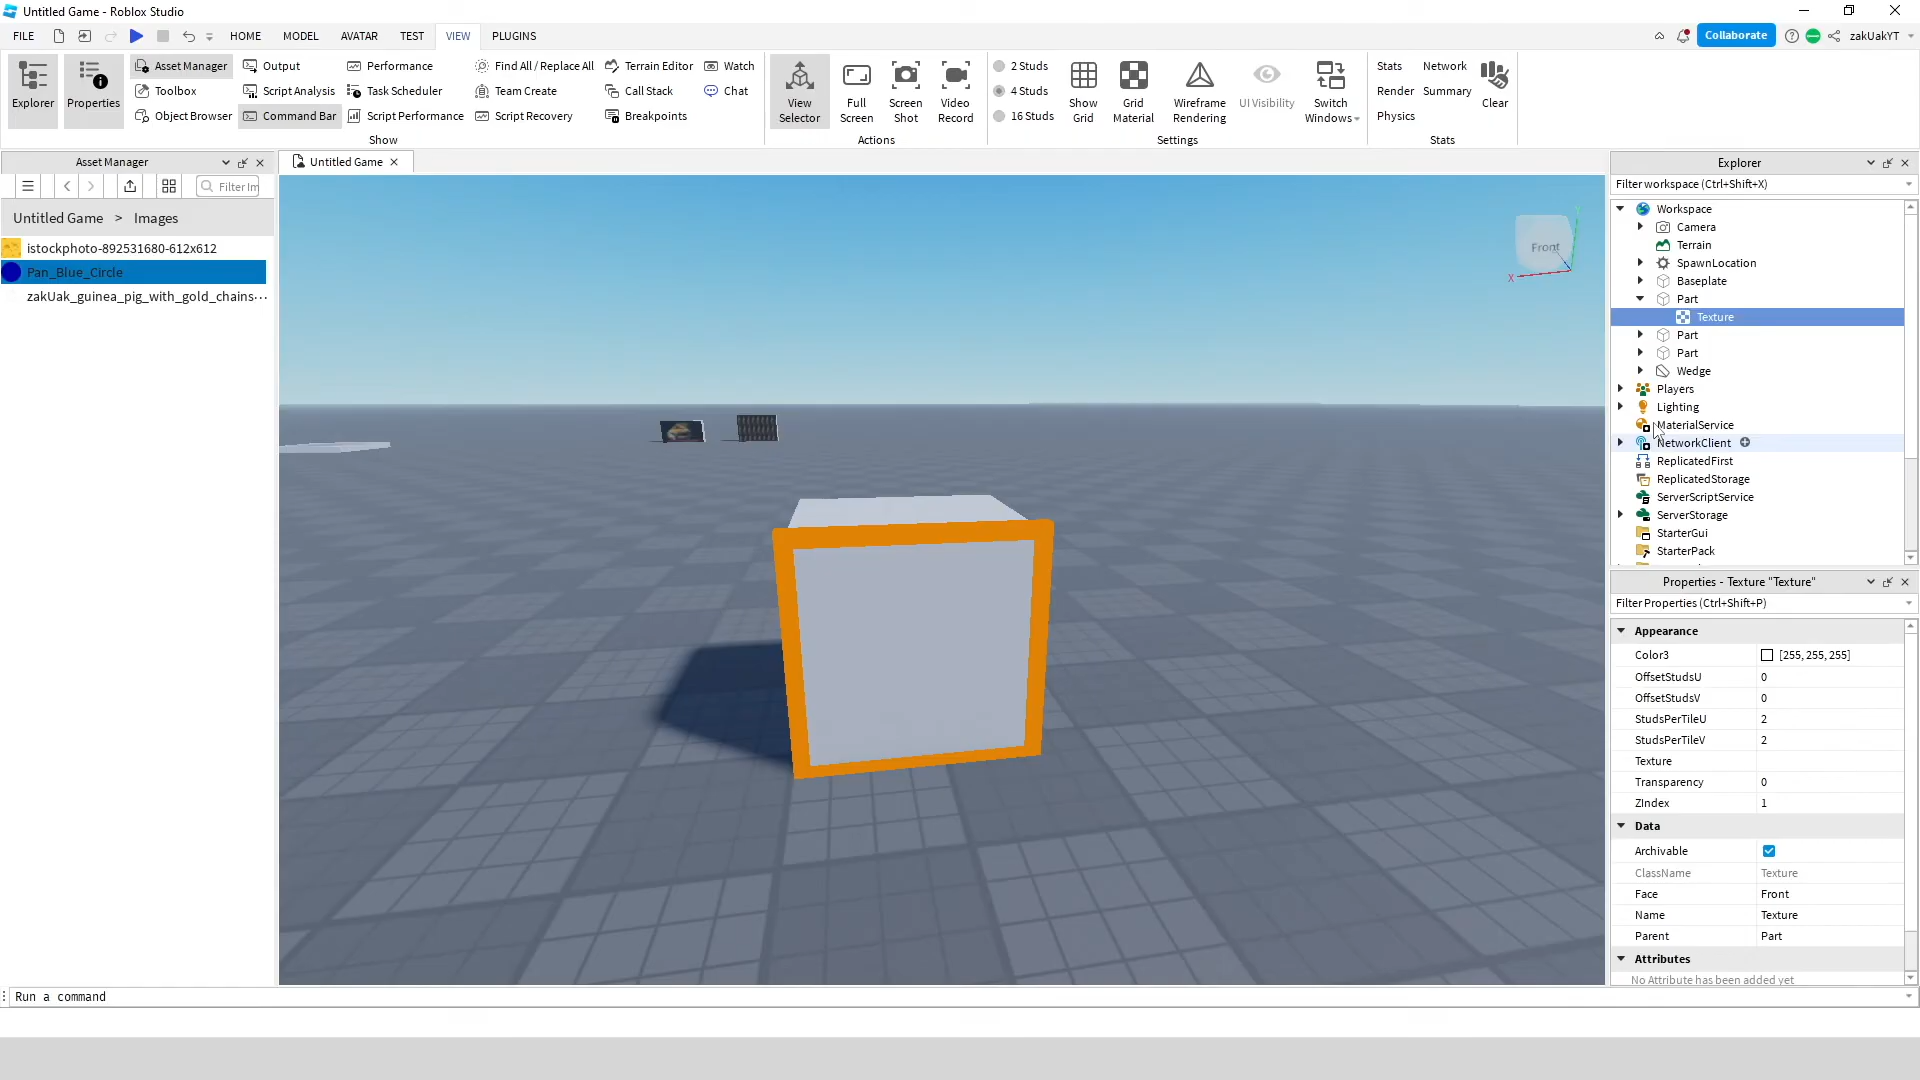 Untitled Game - Roblox Studio
FILE HOME MODEL AVATAR TEST VIEW PLUGINS Collaborate zakUakYT
Explorer
Properties
Asset Manager
Toolbox
Object Browser
Output
Script Analysis
Command Bar
Performance
Task Scheduler
Script Performance
Find All / Replace All
Team Create
Script Recovery
Terrain Editor
Call Stack
Breakpoints
Watch
Chat
Show
View Selector
Full Screen
Screen Shot
Video Record
Actions
2 Studs
4 Studs
16 Studs
Show Grid
Grid Material
Wireframe Rendering
UI Visibility
Switch Windows
Settings
Stats
Render
Physics
Network
Summary
Clear
Stats
Asset Manager
Filter Im
Untitled Game > Images
istockphoto-892531680-612x612
Pan_Blue_Circle
zakUak_guinea_pig_with_gold_chains...
Untitled Game
Front
X
Explorer
Filter workspace (Ctrl+Shift+X)
Workspace
Camera
Terrain
SpawnLocation
Baseplate
Part
Texture
Part
Part
Wedge
Players
Lighting
MaterialService
NetworkClient
ReplicatedFirst
ReplicatedStorage
ServerScriptService
ServerStorage
StarterGui
StarterPack
Properties - Texture "Texture"
Filter Properties (Ctrl+Shift+P)
Appearance
Color3 [255, 255, 255]
OffsetStudsU 0
OffsetStudsV 0
StudsPerTileU 2
StudsPerTileV 2
Texture
Transparency 0
ZIndex 1
Data
Archivable
ClassName Texture
Face Front
Name Texture
Parent Part
Attributes
No Attribute has been added yet
Run a command